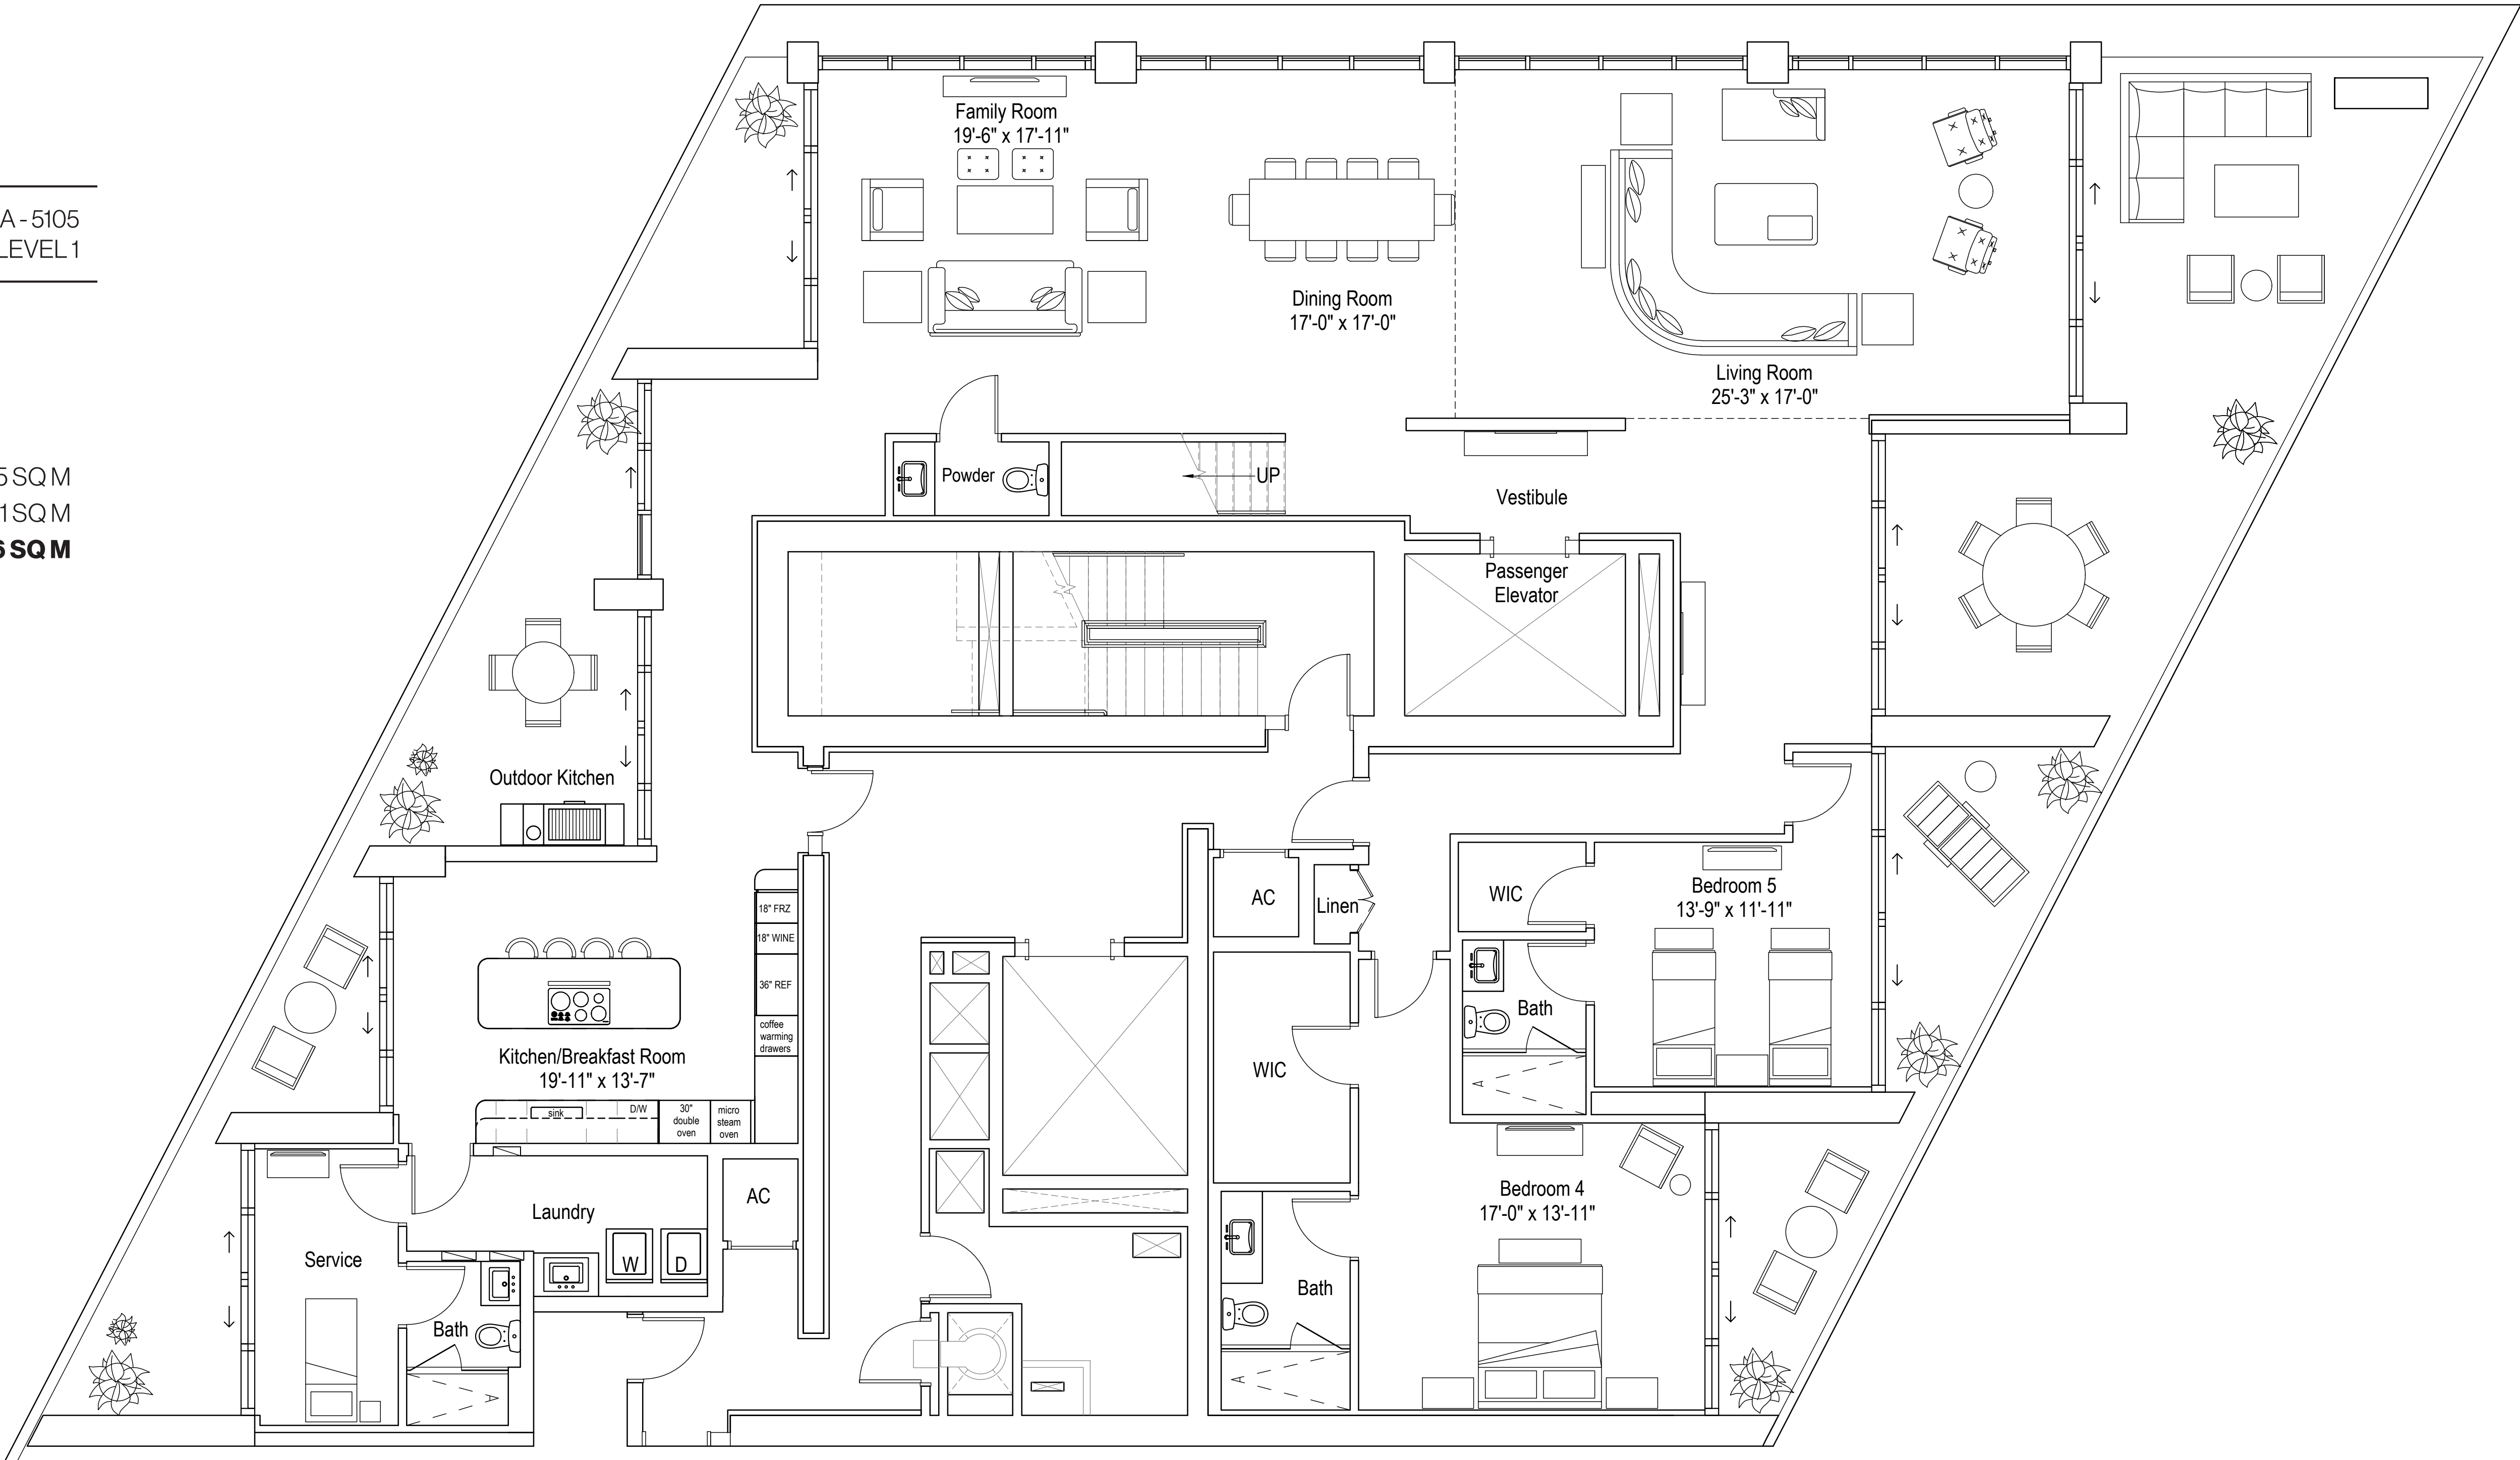 A - 5105
LEVEL 1
5 SQ M
1 SQ M
6 SQ M
Family Room
19'-6" x 17'-11"
Dining Room
17'-0" x 17'-0"
Living Room
25'-3" x 17'-0"
Powder
UP
Vestibule
Passenger
Elevator
Outdoor Kitchen
18" FRZ
18" WINE
36" REF
coffee
warming
drawers
Kitchen/Breakfast Room
19'-11" x 13'-7"
sink
D/W
30"
double
oven
micro
steam
oven
AC
Linen
WIC
Bedroom 5
13'-9" x 11'-11"
Bath
WIC
Bedroom 4
17'-0" x 13'-11"
Bath
AC
Laundry
W
D
Service
Bath